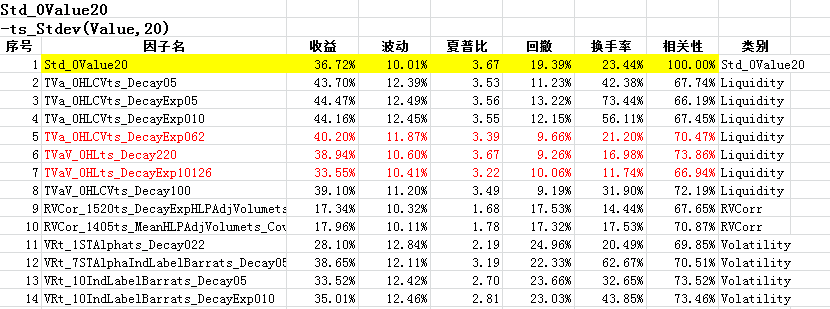 Std_0Value20
-ts_Stdev(Value,20)
序号 因子名 收益 波动 夏普比 回撤 换手率 相关性 类别
1 Std_0Value20 36.72% 10.01% 3.67 19.39% 23.44% 100.00% Std_0Value20
2 TVa_0HLCVts_Decay05 43.70% 12.39% 3.53 11.23% 42.38% 67.74% Liquidity
3 TVa_0HLCVts_DecayExp05 44.47% 12.49% 3.56 13.22% 73.44% 66.19% Liquidity
4 TVa_0HLCVts_DecayExp010 44.16% 12.45% 3.55 12.15% 56.11% 67.45% Liquidity
5 TVa_0HLCVts_DecayExp062 40.20% 11.87% 3.39 9.66% 21.20% 70.47% Liquidity
6 TVaV_0HLts_Decay220 38.94% 10.60% 3.67 9.26% 16.98% 73.86% Liquidity
7 TVaV_0HLts_DecayExp10126 33.55% 10.41% 3.22 10.06% 11.74% 66.94% Liquidity
8 TVaV_0HLCVts_Decay100 39.10% 11.20% 3.49 9.19% 31.90% 72.19% Liquidity
9 RVCor_1520ts_DecayExpHLPAdjVolumets_ 17.34% 10.32% 1.68 17.53% 14.44% 67.65% RVCorr
10 RVCor_1405ts_MeanHLPAdjVolumets_Cov 17.96% 10.11% 1.78 17.32% 17.53% 70.87% RVCorr
11 VRt_1STAlphats_Decay022 28.10% 12.84% 2.19 24.96% 20.49% 69.85% Volatility
12 VRt_7STAlphaIndLabelBarrats_Decay05 38.65% 12.11% 3.19 22.33% 62.67% 70.51% Volatility
13 VRt_10IndLabelBarrats_Decay05 33.52% 12.42% 2.70 23.66% 32.65% 73.52% Volatility
14 VRt_10IndLabelBarrats_DecayExp010 35.01% 12.46% 2.81 23.03% 43.85% 73.46% Volatility